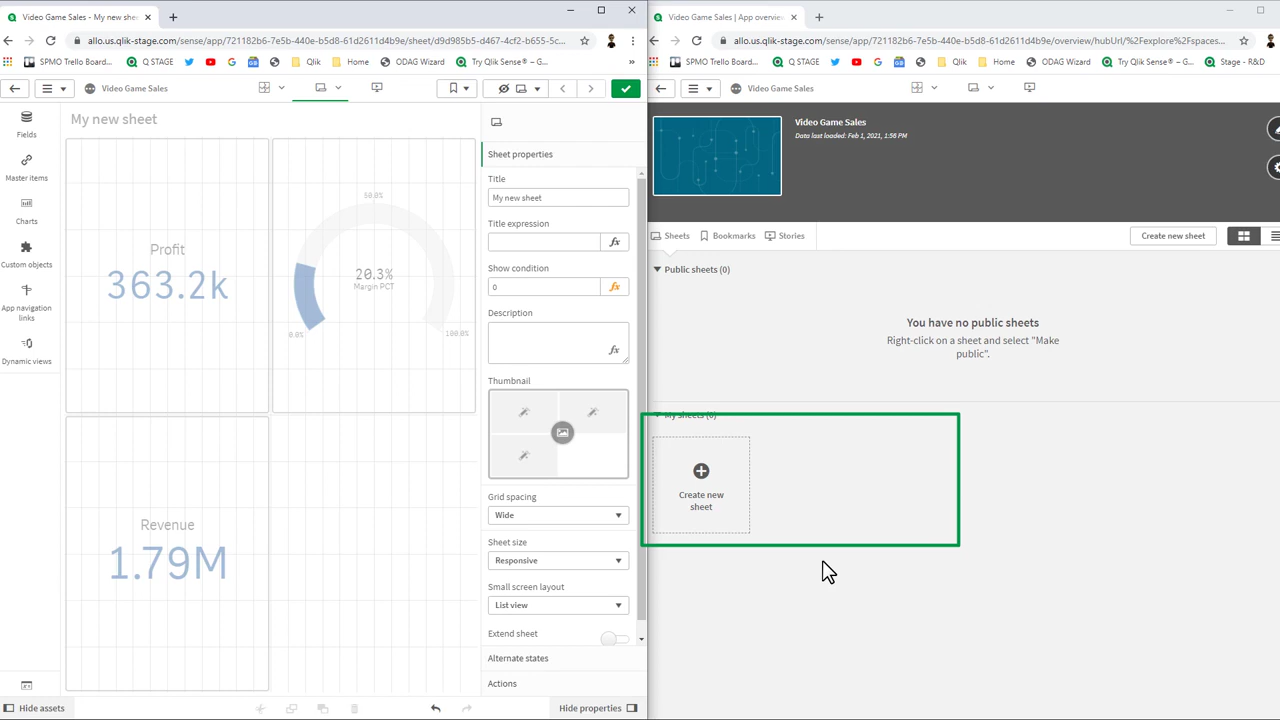 Video Game Sales - My new shee
allo.us.qlik-stage.com/sense/app/721182b6-7e5b-440e-b5d8-61d2611d4b9e/sheet/d9d985b5-d467-4cf2-b655-5c...
SPMO Trello Board...
Q STAGE
Qlik
Home
ODAG Wizard
Try Qlik Sense® – G...
»
Video Game Sales
Fields
Master items
Charts
Custom objects
App navigation
links
Dynamic views
My new sheet
Profit
363.2k
50.0%
20.3%
Margin PCT
0.0%
100.0%
Revenue
1.79M
Sheet properties
Title
My new sheet
Title expression
Show condition
0
Description
Thumbnail
Grid spacing
Wide
Sheet size
Responsive
Small screen layout
List view
Extend sheet
Alternate states
Actions
Hide assets
Hide properties
Video Game Sales | App overview
allo.us.qlik-stage.com/sense/app/721182b6-7e5b-440e-b5d8-61d2611d4b9e/overview/hubUrl/%2Fexplore%2Fspaces...
SPMO Trello Board...
Q STAGE
Qlik
Home
ODAG Wizard
Try Qlik Sense® – G...
Stage - R&D
Video Game Sales
Video Game Sales
Data last loaded: Feb 1, 2021, 1:56 PM
Sheets
Bookmarks
Stories
Create new sheet
Public sheets (0)
You have no public sheets
Right-click on a sheet and select "Make
public".
My sheets (0)
Create new
sheet